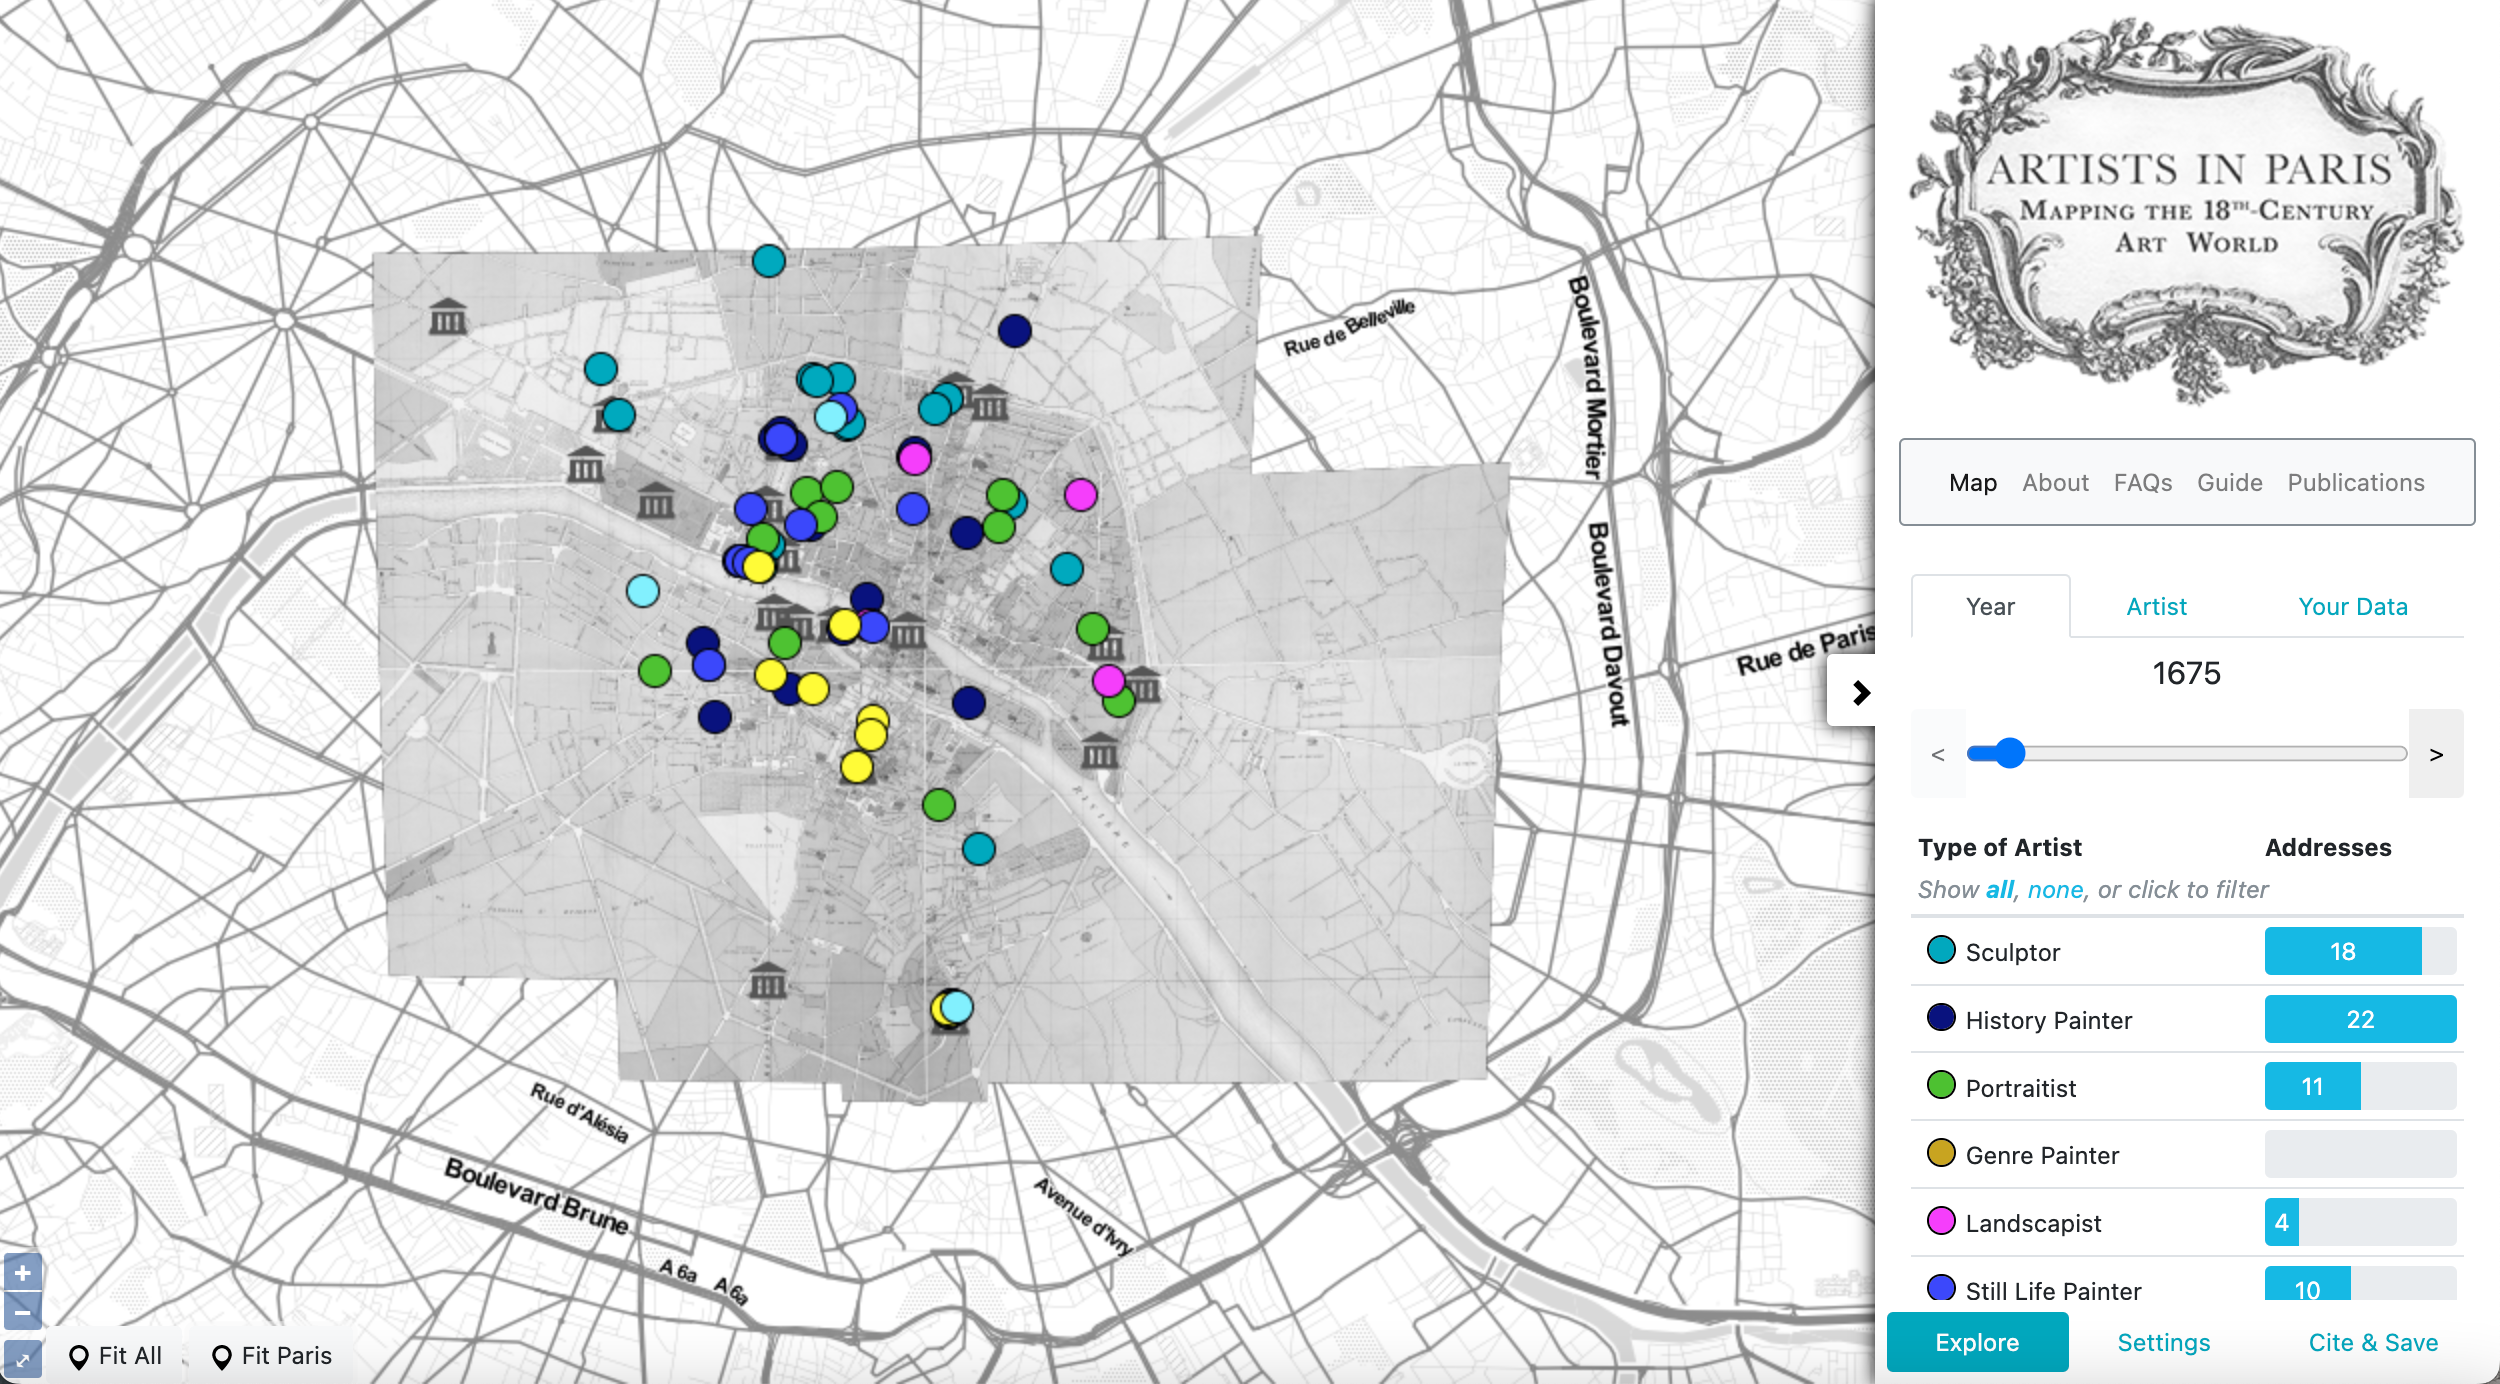 Rue de Belleville
Boulevard Mortier
Boulevard Davout
Rue de Paris
Rue d'Alésia
Boulevard Brune
A 6a
A 6a
Avenue d'Ivry
+
−
Fit All
Fit Paris
ARTISTS IN PARIS
MAPPING THE 18TH-CENTURY
ART WORLD
Map About FAQs Guide Publications
Year Artist Your Data
1675
< >
Type of Artist Addresses
Show all, none, or click to filter
Sculptor 18
History Painter 22
Portraitist 11
Genre Painter
Landscapist 4
Still Life Painter 10
Explore Settings Cite & Save